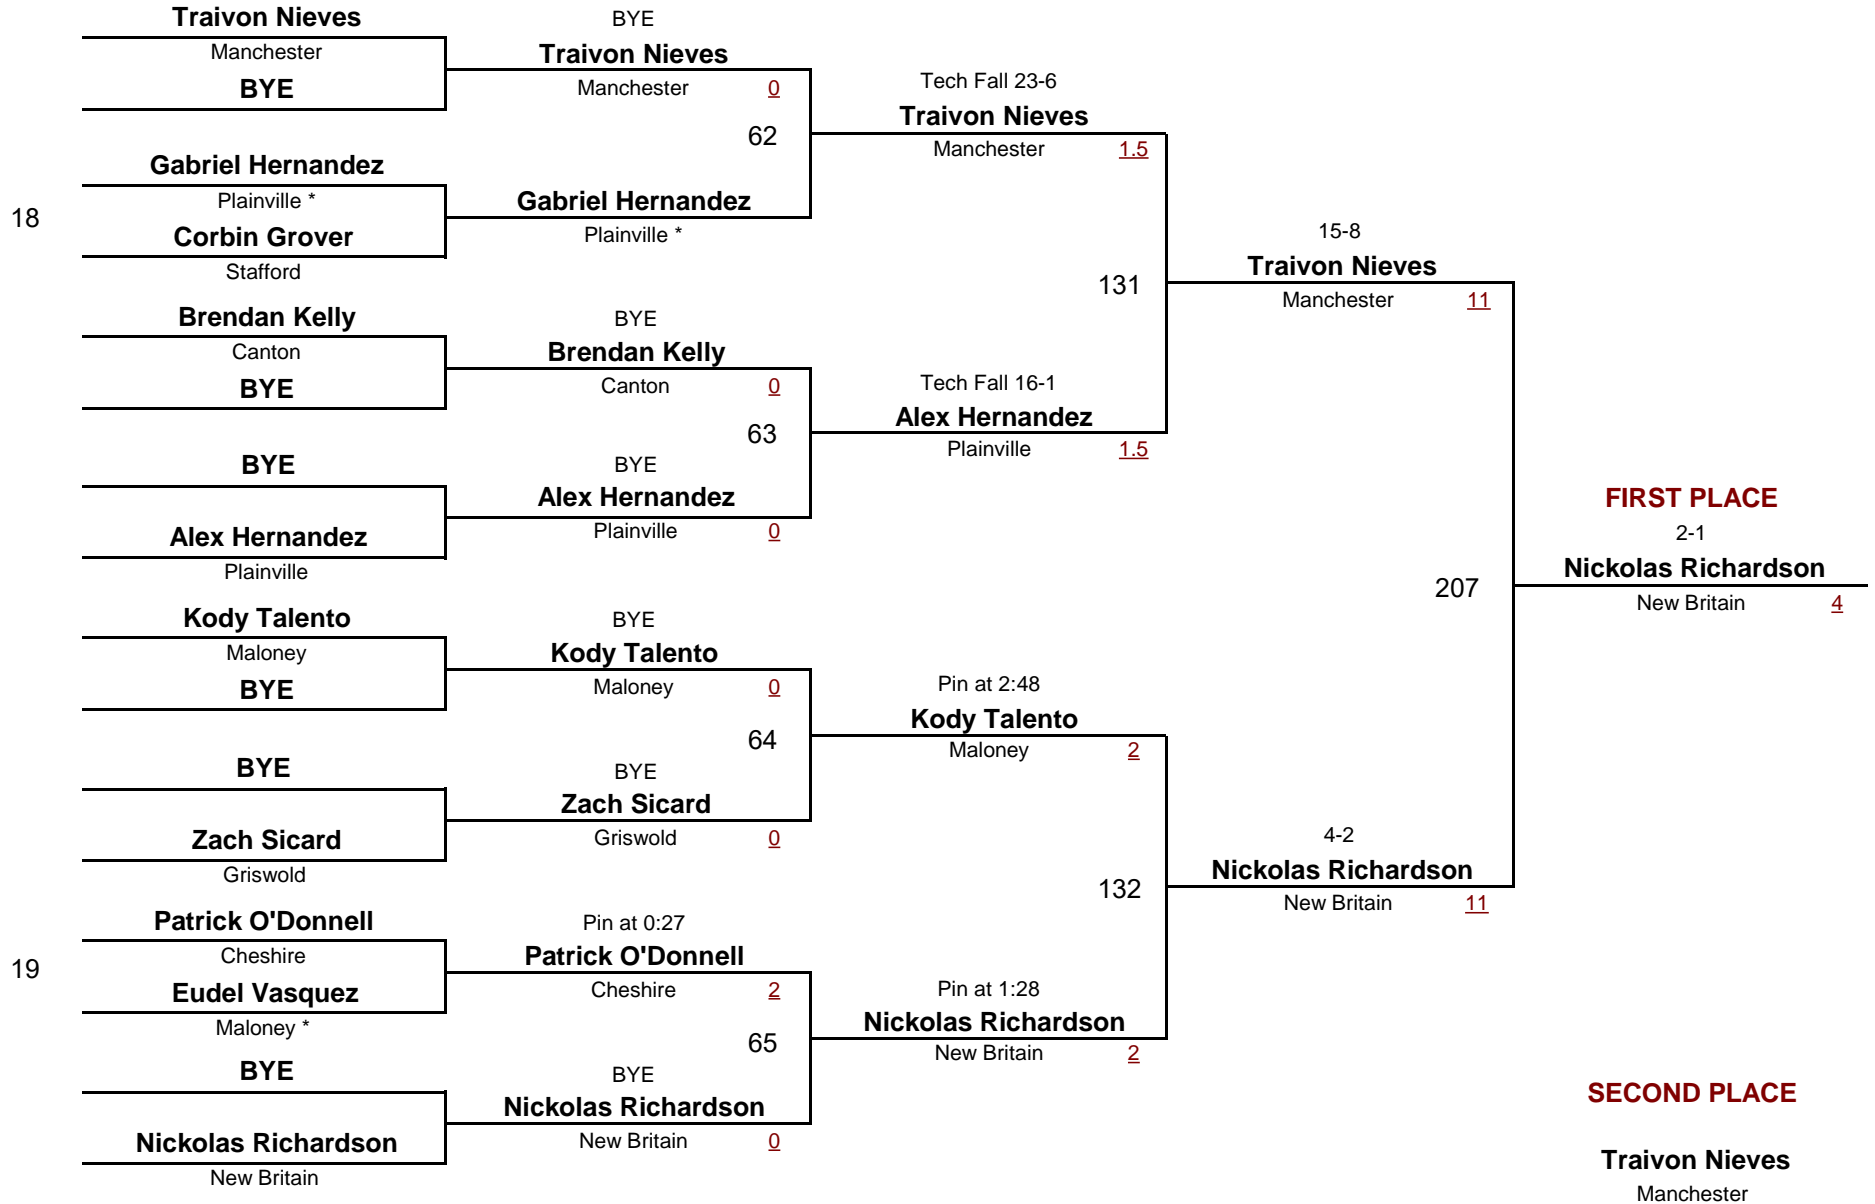 Traivon Nieves
Manchester
BYE
18
Gabriel Hernandez
Plainville *
Corbin Grover
Stafford
Brendan Kelly
Canton
BYE
BYE
Alex Hernandez
Plainville
Kody Talento
Maloney
BYE
BYE
Zach Sicard
Griswold
19
Patrick O'Donnell
Cheshire
Eudel Vasquez
Maloney *
BYE
Nickolas Richardson
New Britain
BYE
Traivon Nieves
Manchester 0
62
Gabriel Hernandez
Plainville *
BYE
Brendan Kelly
Canton 0
63
BYE
Alex Hernandez
Plainville 0
BYE
Kody Talento
Maloney 0
64
BYE
Zach Sicard
Griswold 0
Pin at 0:27
Patrick O'Donnell
Cheshire 2
65
BYE
Nickolas Richardson
New Britain 0
Tech Fall 23-6
Traivon Nieves
Manchester 1.5
131
Tech Fall 16-1
Alex Hernandez
Plainville 1.5
Pin at 2:48
Kody Talento
Maloney 2
132
Pin at 1:28
Nickolas Richardson
New Britain 2
15-8
Traivon Nieves
Manchester 11
207
4-2
Nickolas Richardson
New Britain 11
FIRST PLACE
2-1
Nickolas Richardson
New Britain 4
SECOND PLACE
Traivon Nieves
Manchester